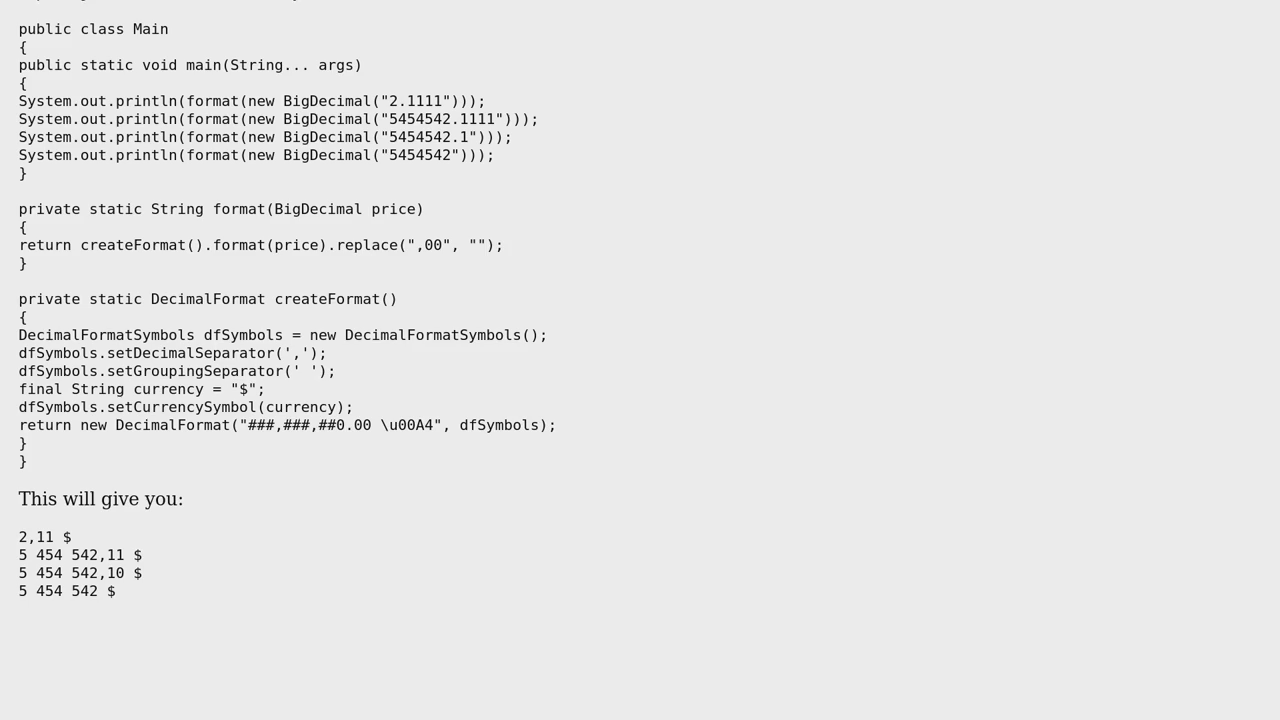 public class Main
{
public static void main(String... args)
{
System.out.println(format(new BigDecimal("2.1111")));
System.out.println(format(new BigDecimal("5454542.1111")));
System.out.println(format(new BigDecimal("5454542.1")));
System.out.println(format(new BigDecimal("5454542")));
}
private static String format(BigDecimal price)
{
return createFormat().format(price).replace(",00", "");
}
private static DecimalFormat createFormat()
{
DecimalFormatSymbols dfSymbols = new DecimalFormatSymbols();
dfSymbols.setDecimalSeparator(',');
dfSymbols.setGroupingSeparator(' ');
final String currency = "$";
dfSymbols.setCurrencySymbol(currency);
return new DecimalFormat("###,###,##0.00 \u00A4", dfSymbols);
}
}
This will give you:
2,11 $
5 454 542,11 $
5 454 542,10 $
5 454 542 $